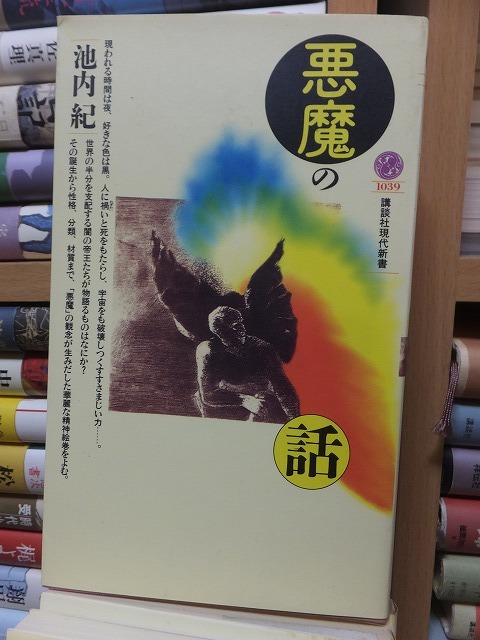 悪魔の
話
1039
講談社現代新書
池内紀
現われる時間は夜、好きな色は黒。人に禍いと死をもたらし、宇宙をも破壊しつくすすさまじい力……。
世界の半分を支配する闇の帝王たちが物語るものはなにか?
その誕生から性格、分類、材質まで、「悪魔」の観念が生みだした華麗な精神絵巻をよむ。
佐真理